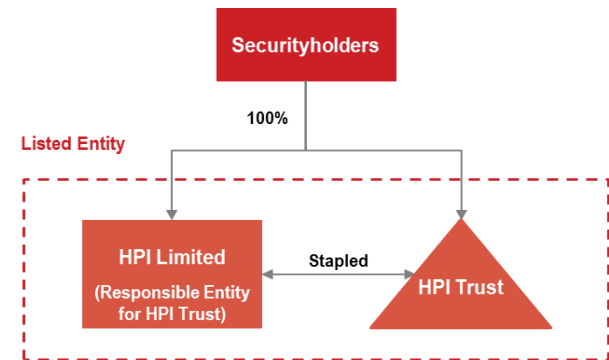 Securityholders
100%
Listed Entity
HPI Limited
(Responsible Entity
for HPI Trust)
Stapled
HPI Trust